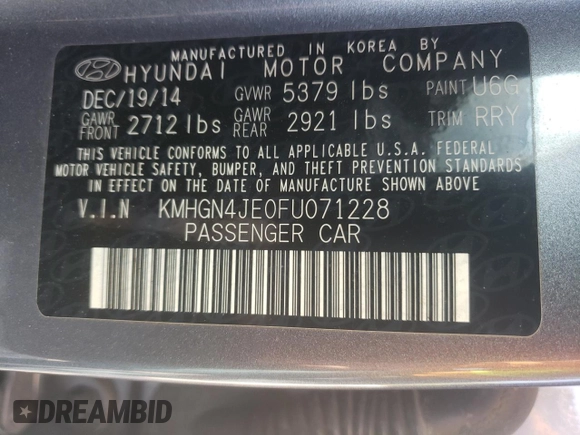 MANUFACTURED IN KOREA BY
HYUNDAI MOTOR COMPANY
DEC/19/14 GVWR 5379 lbs PAINT U6G
GAWR FRONT 2712 lbs GAWR REAR 2921 lbs TRIM RRY
THIS VEHICLE CONFORMS TO ALL APPLICABLE U.S.A. FEDERAL
MOTOR VEHICLE SAFETY, BUMPER, AND THEFT PREVENTION STANDARDS
IN EFFECT ON THE DATE OF MANUFACTURE SHOWN ABOVE.
V.I.N KMHGN4JE0FU071228
PASSENGER CAR
DREAMBID